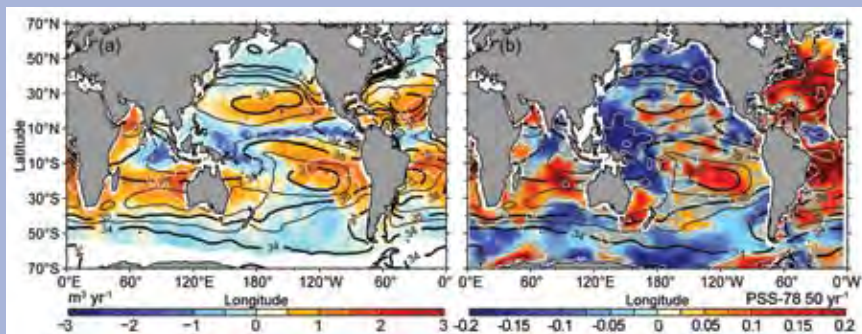 70°N
50°N
30°N
10°N
10°S
30°S
50°S
70°S
Latitude
(a)
(b)
0°E 60°E 120°E 180° 120°W 60°W 0°
0°E 60°E 120°E 180° 120°W 60°W 0°
m³ yr⁻¹ Longitude
Longitude PSS-78 50 yr⁻¹
−3 −2 −1 0 1 2 3
−0.2 −0.15 −0.1 −0.05 0 0.05 0.1 0.15 0.2